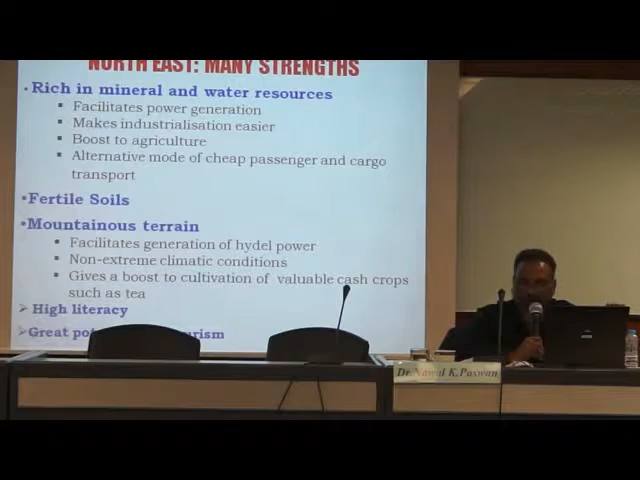 NORTH EAST: MANY STRENGTHS
Rich in mineral and water resources
Facilitates power generation
Makes industrialisation easier
Boost to agriculture
Alternative mode of cheap passenger and cargo
transport
Fertile Soils
Mountainous terrain
Facilitates generation of hydel power
Non-extreme climatic conditions
Gives a boost to cultivation of valuable cash crops
such as tea
High literacy
Great
Dr. Nawal K. Paswan